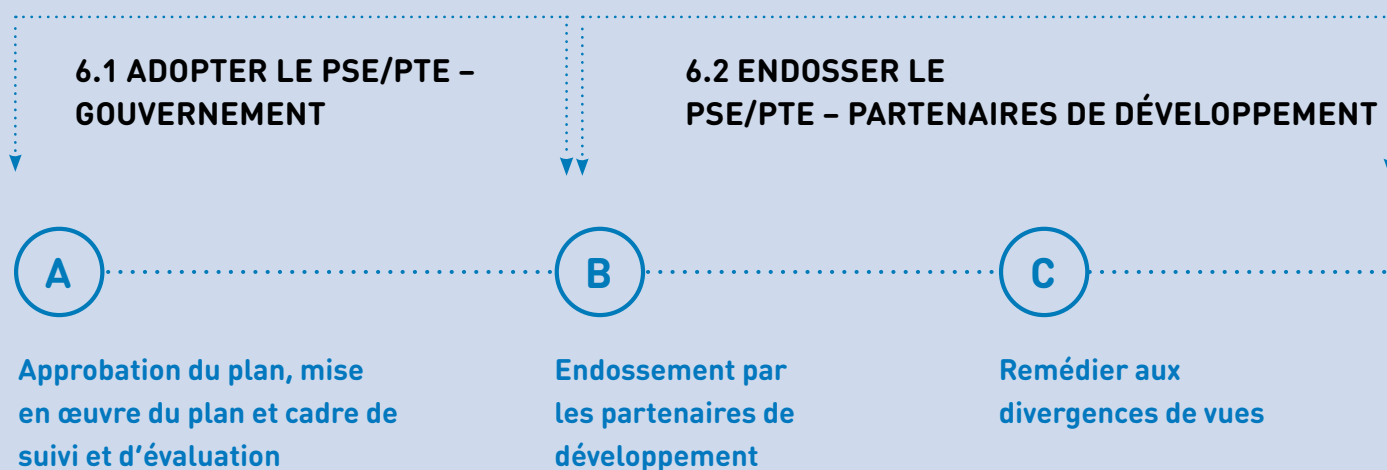 6.1 ADOPTER LE PSE/PTE –
GOUVERNEMENT
6.2 ENDOSSER LE
PSE/PTE – PARTENAIRES DE DÉVELOPPEMENT
A
B
C
Approbation du plan, mise
en œuvre du plan et cadre de
suivi et d’évaluation
Endossement par
les partenaires de
développement
Remédier aux
divergences de vues